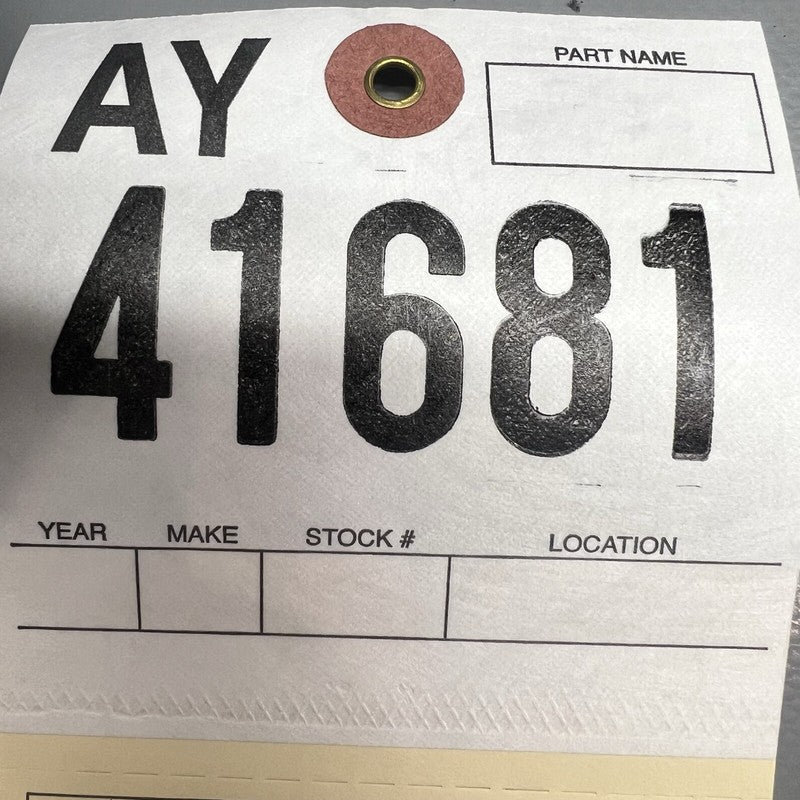 AY
PART NAME
41681
YEAR MAKE STOCK # LOCATION